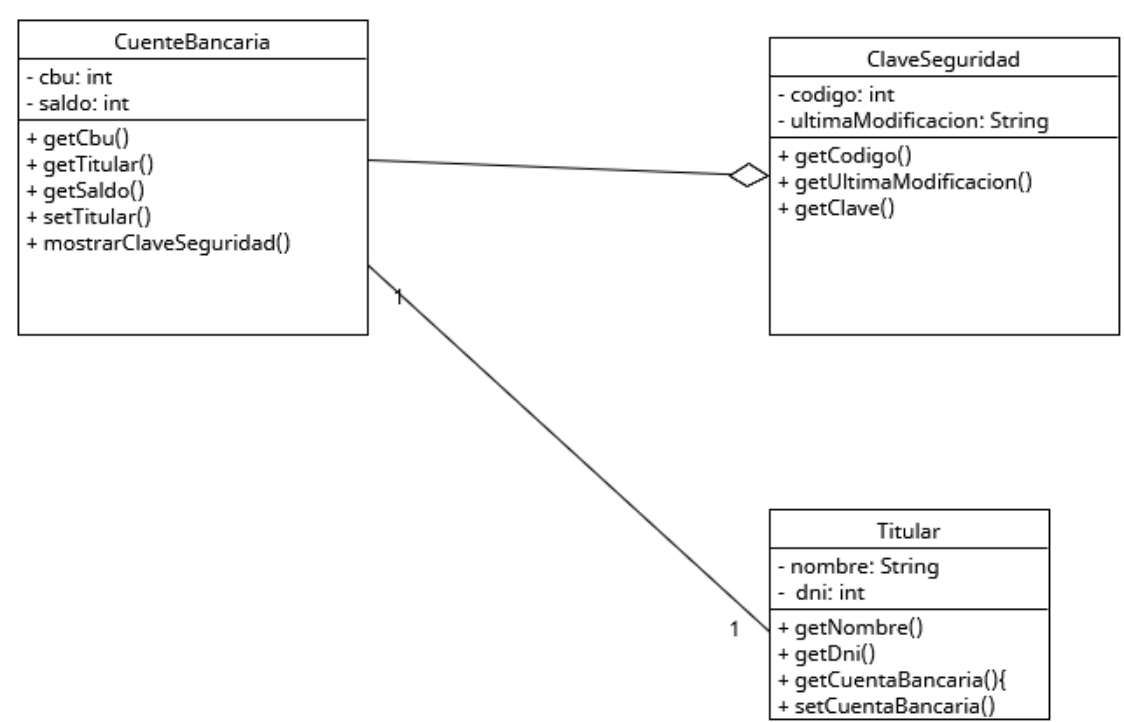 CuenteBancaria
- cbu: int
- saldo: int
+ getCbu()
+ getTitular()
+ getSaldo()
+ setTitular()
+ mostrarClaveSeguridad()
ClaveSeguridad
- codigo: int
- ultimaModificacion: String
+ getCodigo()
+ getUltimaModificacion()
+ getClave()
1
1
Titular
- nombre: String
- dni: int
+ getNombre()
+ getDni()
+ getCuentaBancaria(){
+ setCuentaBancaria()